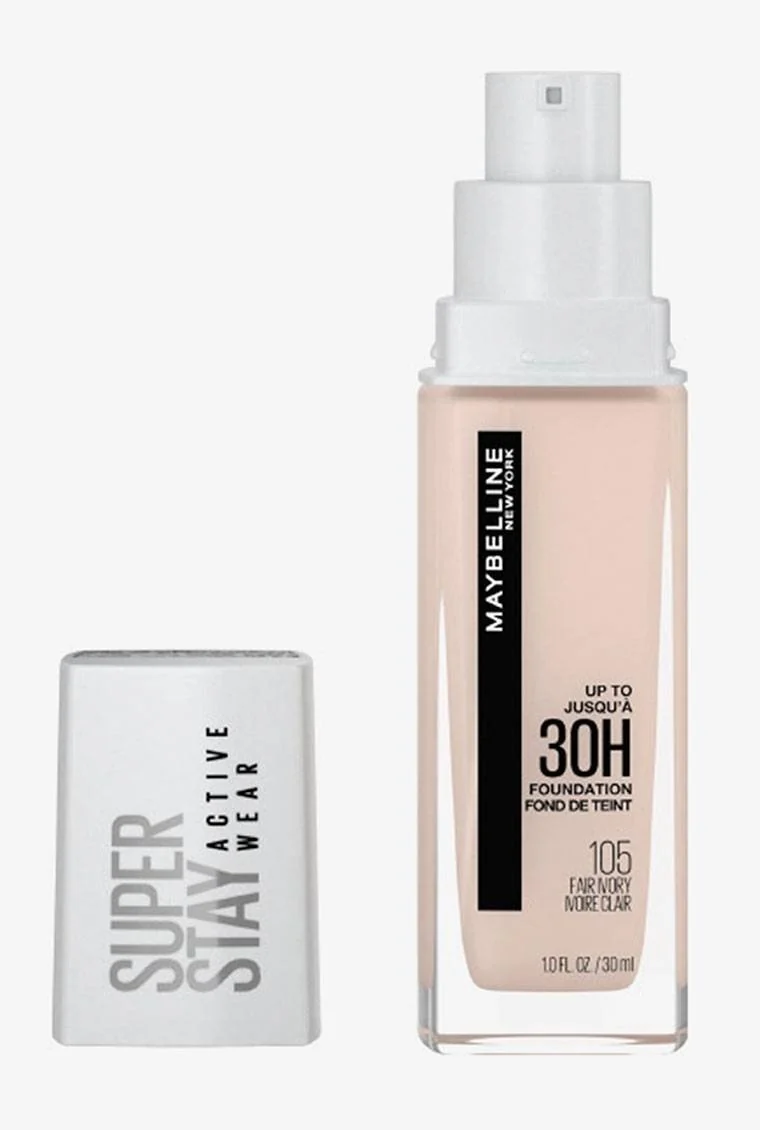 SUPER
STAY
ACTIVE
WEAR
MAYBELLINE
NEW YORK
UP TO
JUSQU'À
30H
FOUNDATION
FOND DE TEINT
105
FAIR IVORY
IVOIRE CLAIR
1.0 FL. OZ. / 30 ml